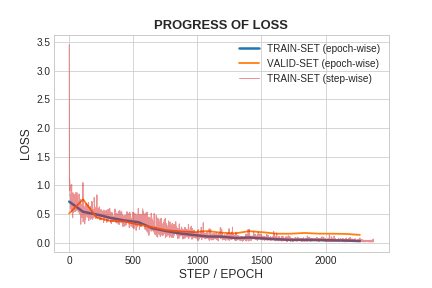 PROGRESS OF LOSS
TRAIN-SET (epoch-wise)
VALID-SET (epoch-wise)
TRAIN-SET (step-wise)
3.5
3.0
2.5
2.0
1.5
1.0
0.5
0.0
LOSS
0 500 1000 1500 2000
STEP / EPOCH